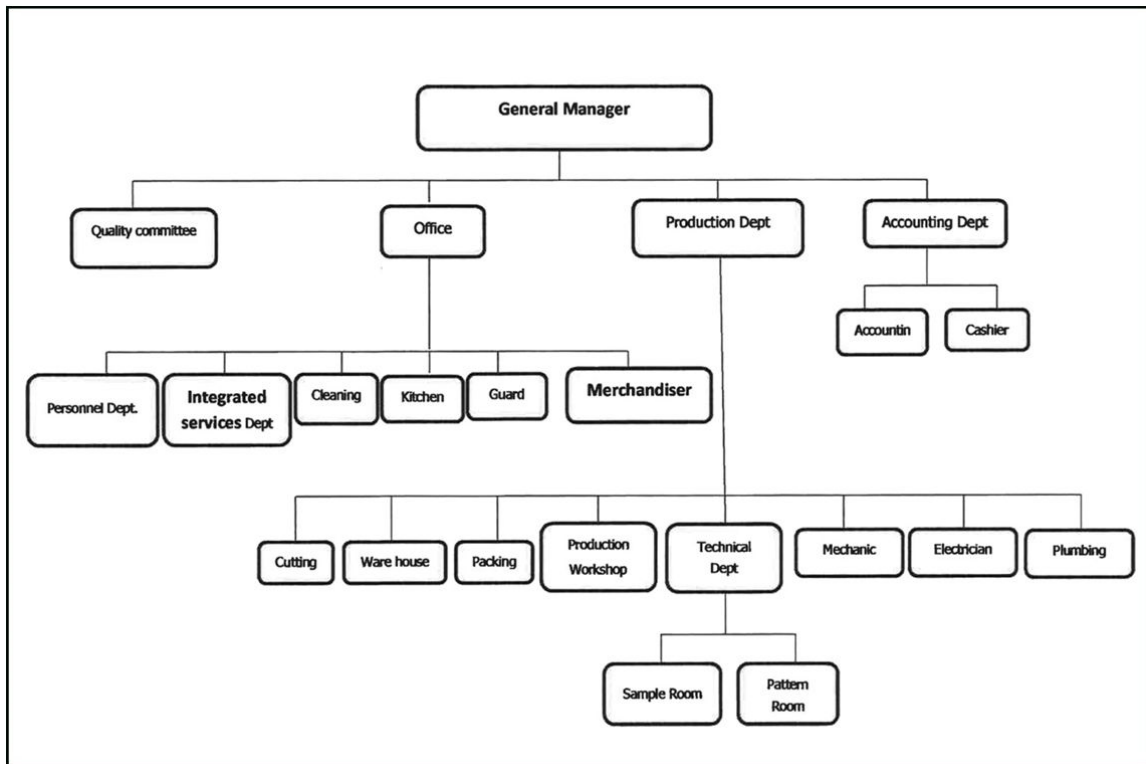 General Manager
Quality committee
Office
Production Dept
Accounting Dept
Accountin
Cashier
Personnel Dept.
Integrated
services Dept
Cleaning
Kitchen
Guard
Merchandiser
Cutting
Ware house
Packing
Production
Workshop
Technical
Dept
Mechanic
Electrician
Plumbing
Sample Room
Pattern
Room